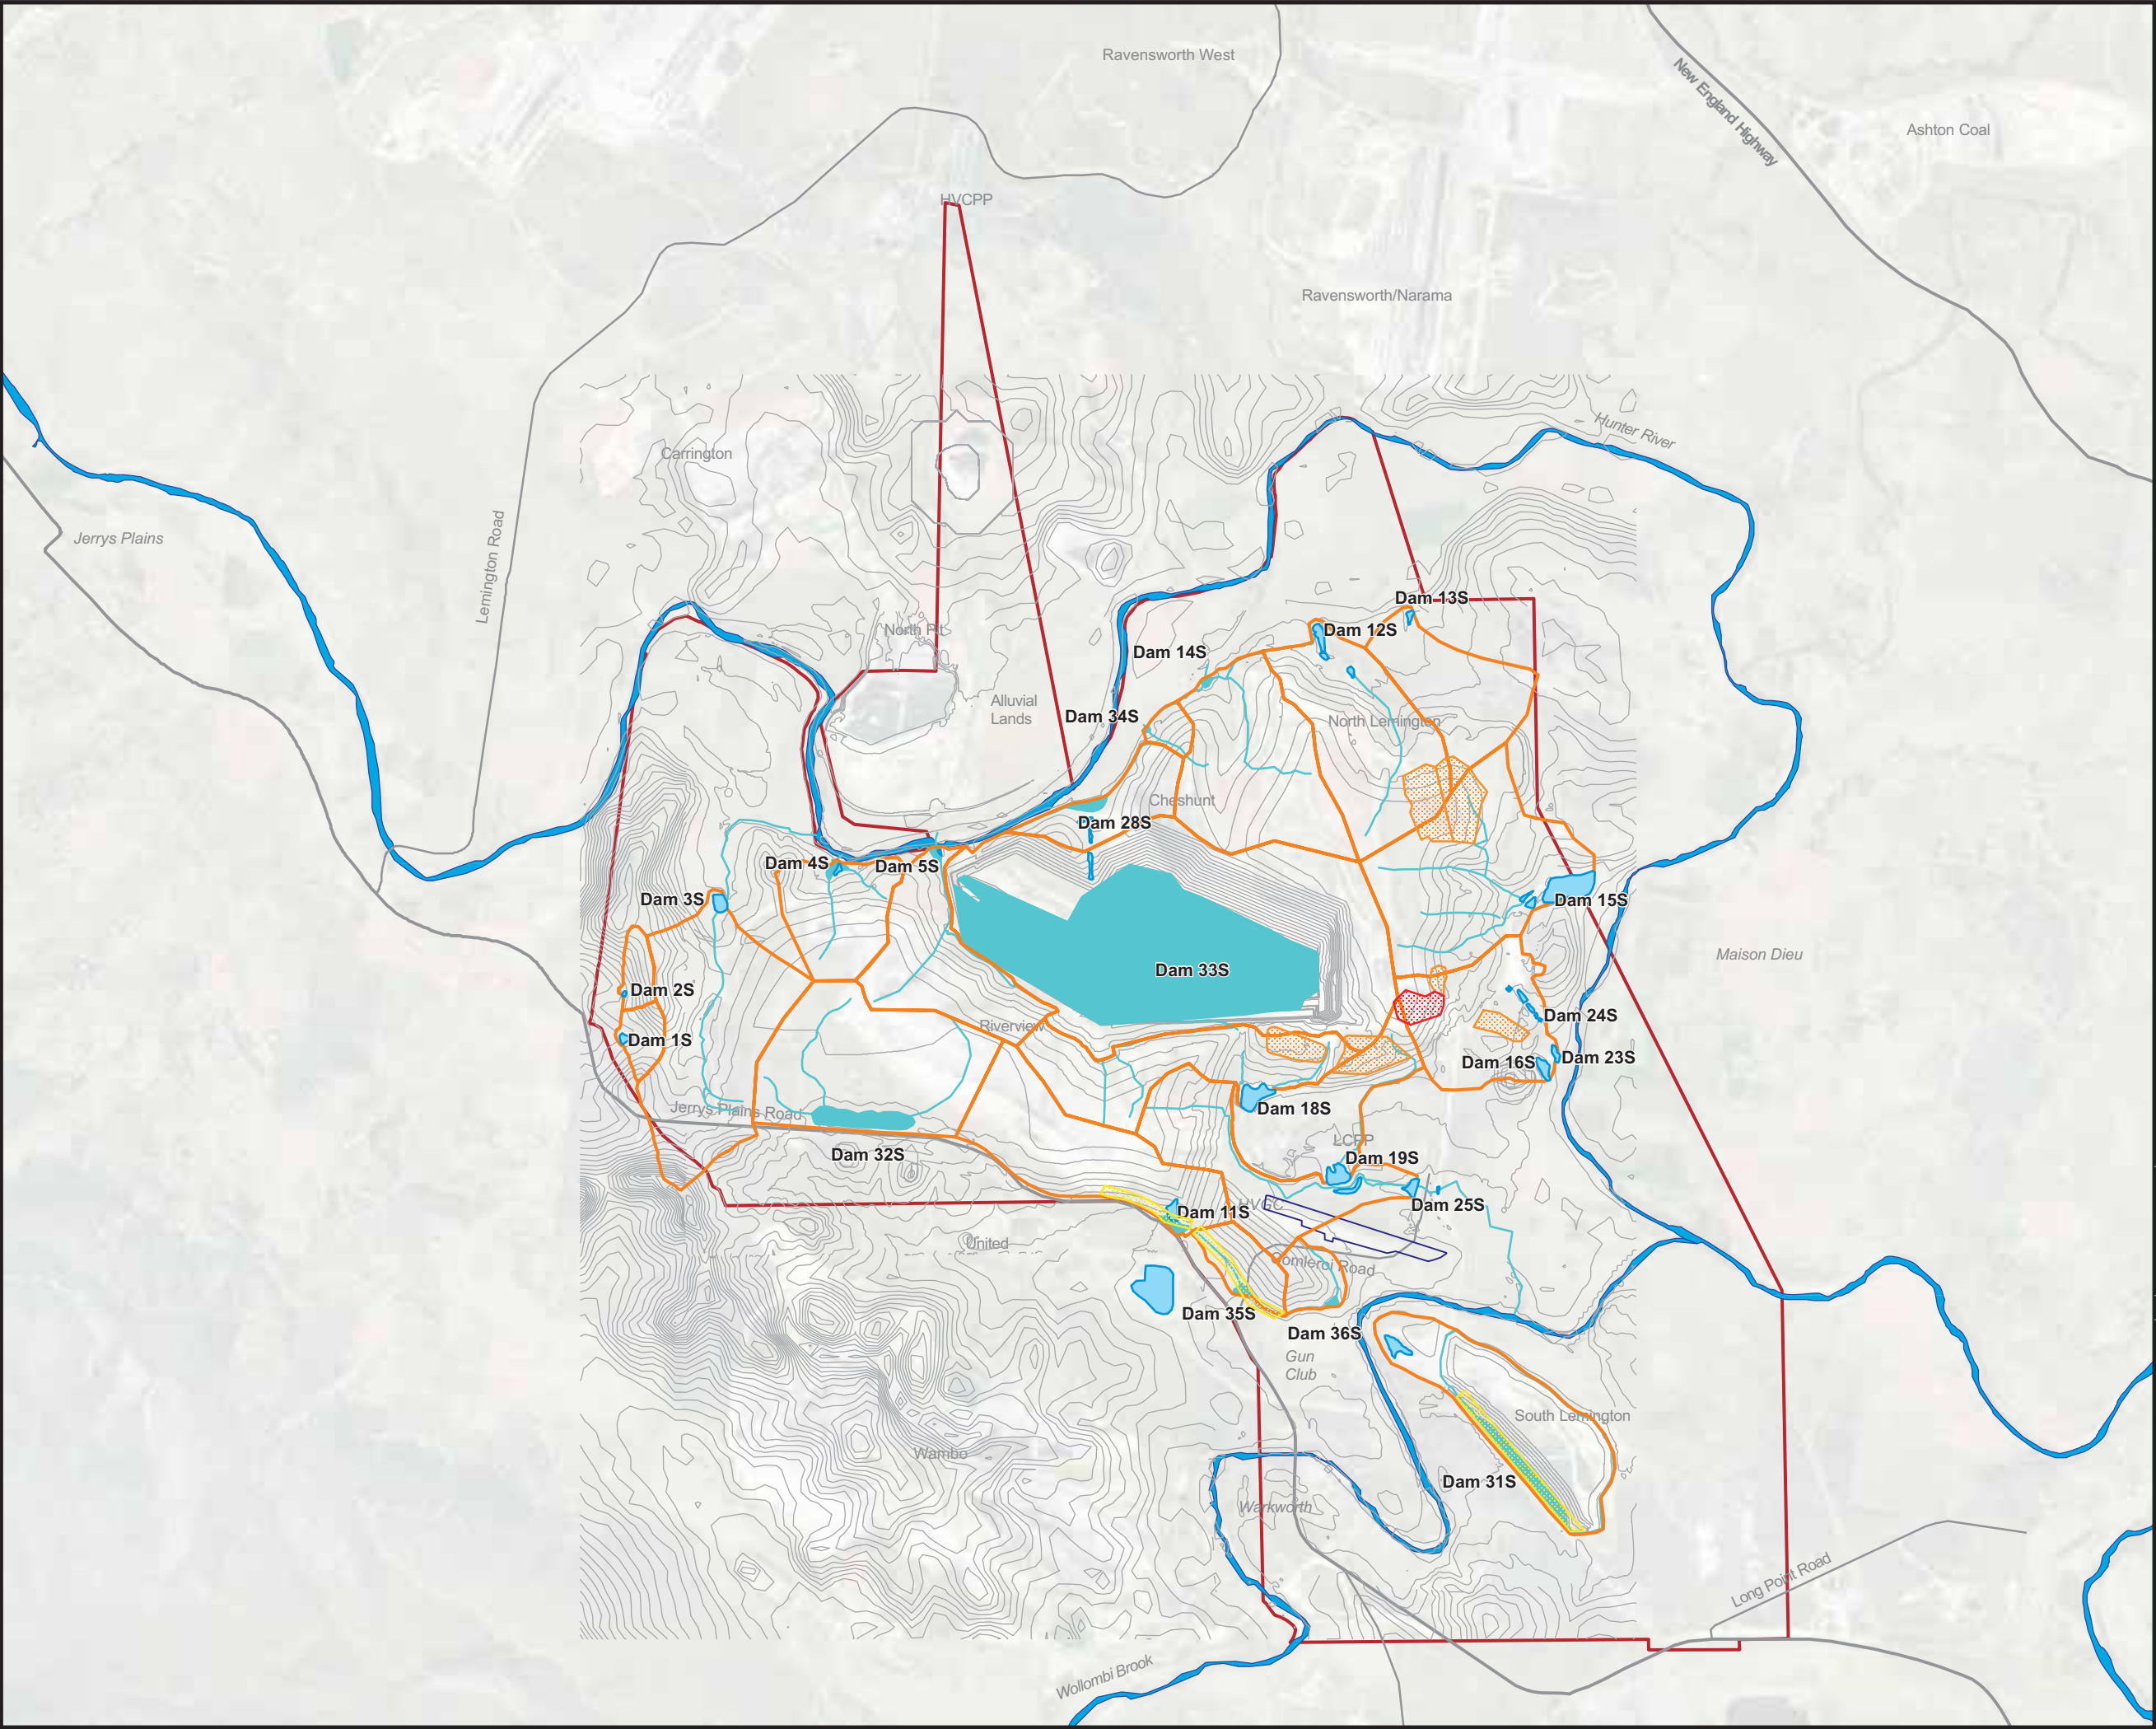 Ravensworth West
New England Highway
Ashton Coal
HVCPP
Ravensworth/Narama
Hunter River
Carrington
Jerrys Plains
Lemington Road
Dam 13S
North Pit
Dam 12S
Dam 14S
Alluvial
Lands
Dam 34S
North Lemington
Cheshunt
Dam 28S
Dam 4S
Dam 5S
Dam 3S
Dam 15S
Maison Dieu
Dam 33S
Dam 2S
Dam 24S
Riverview
Dam 1S
Dam 16S
Dam 23S
Jerrys Plains Road
Dam 18S
LCPP
Dam 32S
Dam 19S
Dam 25S
HVGC
Dam 11S
United
Comleroi Road
Dam 35S
Dam 36S
Gun
Club
South Lemington
Wambo
Dam 31S
Warkworth
Long Point Road
Wollombi Brook